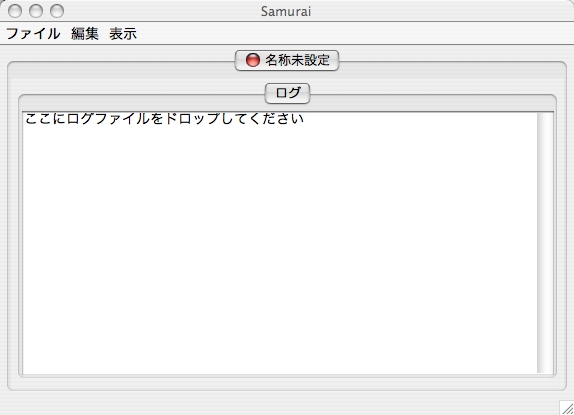 Samurai
ファイル 編集 表示
名称未設定
ログ
ここにログファイルをドロップしてください